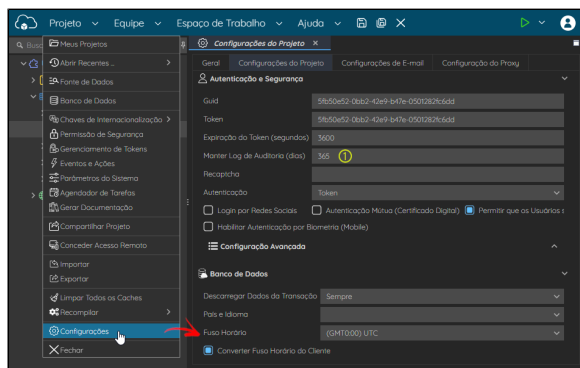 Projeto Equipe Espaço de Trabalho Ajuda
Busc
Meus Projetos
Abrir Recentes...
Fonte de Dados
Banco de Dados
Chaves de Internacionalização
Permissão de Segurança
Gerenciamento de Tokens
Eventos e Ações
Parâmetros do Sistema
Agendador de Tarefas
Gerar Documentação
Compartilhar Projeto
Conceder Acesso Remoto
Importar
Exportar
Limpar Todos os Caches
Recompilar
Configurações
Fechar
Configurações do Projeto
Geral Configurações do Projeto Configurações de E-mail Configuração do Proxy
Autenticação e Segurança
Guid 5fb50e52-0bb2-42e9-b47e-0501282fc6dd
Token 5fb50e52-0bb2-42e9-b47e-0501282fc6dd
Expiração do Token (segundos) 3600
Manter Log de Auditoria (dias) 365 1
Recaptcha
Autenticação Token
Login por Redes Sociais Autenticação Mútua (Certificado Digital) Permitir que os Usuários s
Habilitar Autenticação por Biometria (Mobile)
Configuração Avançada
Banco de Dados
Descarregar Dados da Transação Sempre
País e Idioma
Fuso Horário (GMT0:00) UTC
Converter Fuso Horário do Cliente